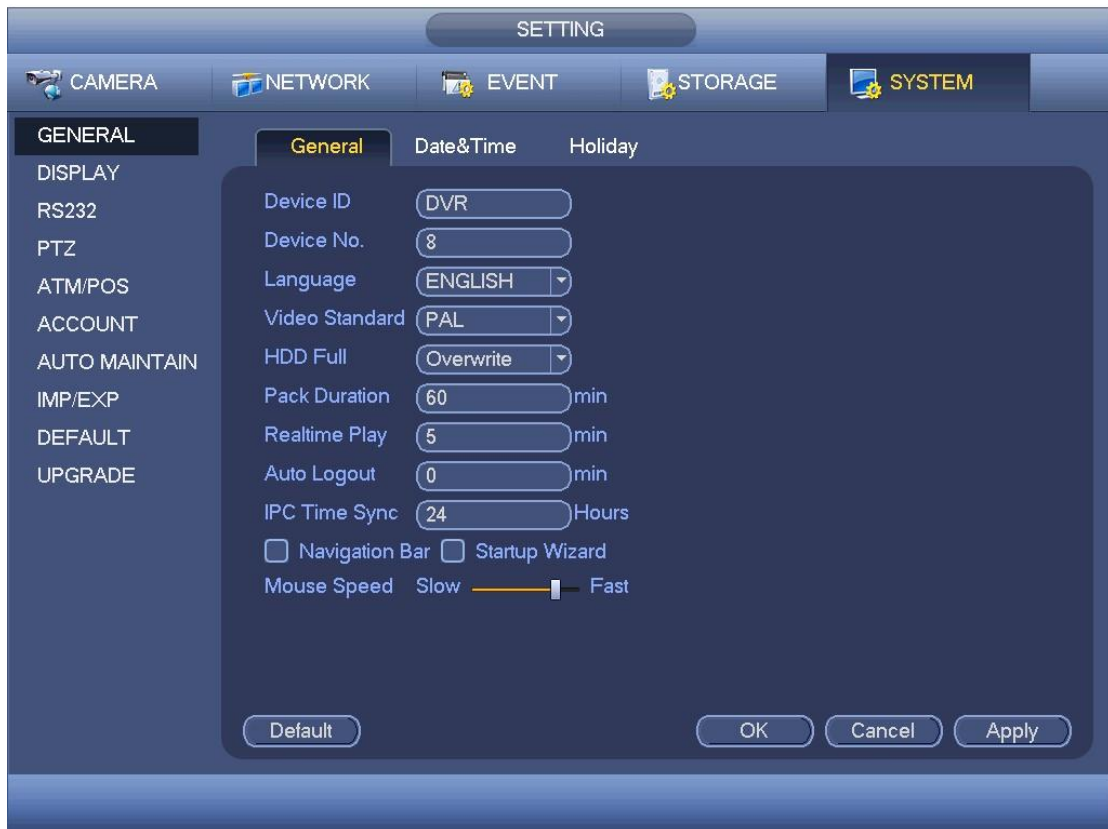 SETTING
CAMERA NETWORK EVENT STORAGE SYSTEM
GENERAL
DISPLAY
RS232
PTZ
ATM/POS
ACCOUNT
AUTO MAINTAIN
IMP/EXP
DEFAULT
UPGRADE
General Date&Time Holiday
Device ID DVR
Device No. 8
Language ENGLISH
Video Standard PAL
HDD Full Overwrite
Pack Duration 60 min
Realtime Play 5 min
Auto Logout 0 min
IPC Time Sync 24 Hours
Navigation Bar Startup Wizard
Mouse Speed Slow Fast
Default OK Cancel Apply